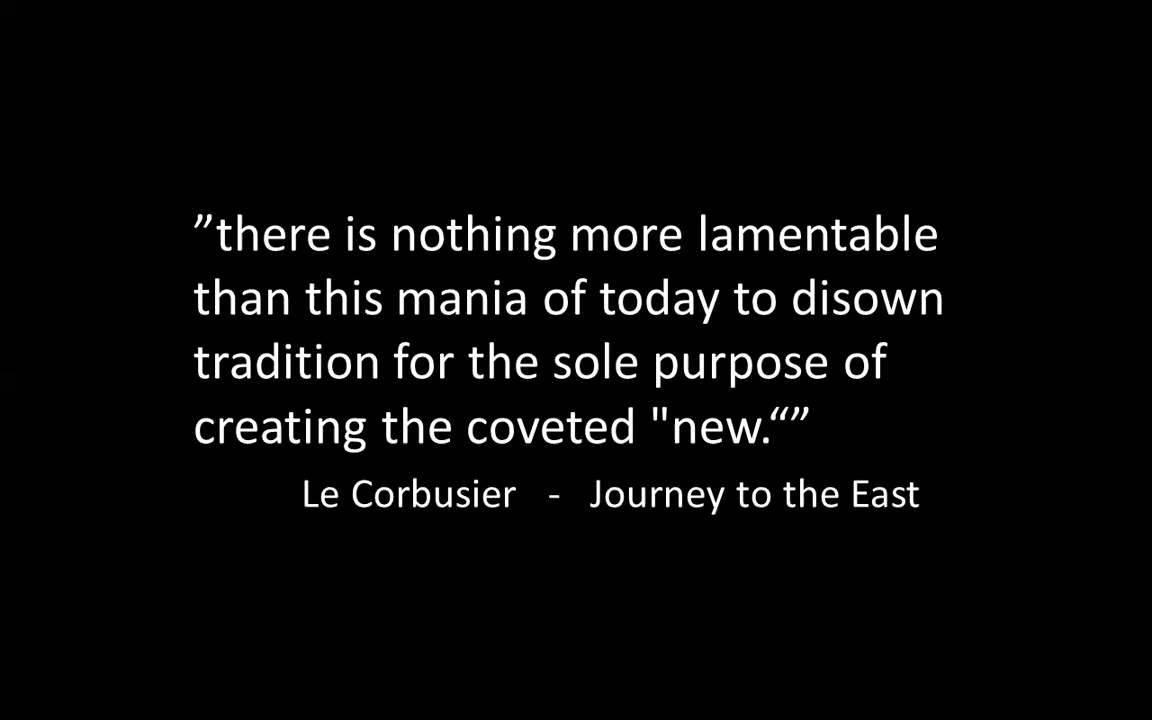 ”there is nothing more lamentable
than this mania of today to disown
tradition for the sole purpose of
creating the coveted "new.“”
Le Corbusier - Journey to the East